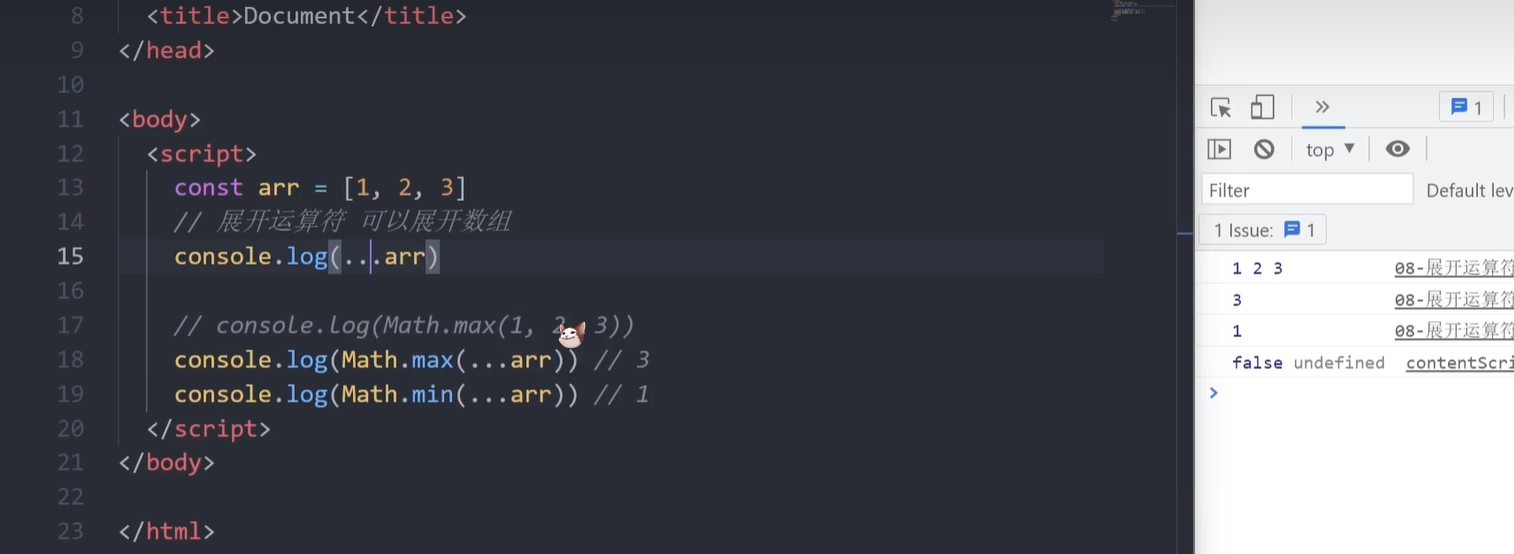 8 <title>Document</title>
9 </head>
10
11 <body>
12 <script>
13 const arr = [1, 2, 3]
14 // 展开运算符 可以展开数组
15 console.log(...arr)
16
17 // console.log(Math.max(1, 2, 3))
18 console.log(Math.max(...arr)) // 3
19 console.log(Math.min(...arr)) // 1
20 </script>
21 </body>
22
23 </html>
1
top
Filter Default lev
1 Issue: 1
1 2 3 08-展开运算符
3 08-展开运算符
1 08-展开运算符
false undefined contentScri